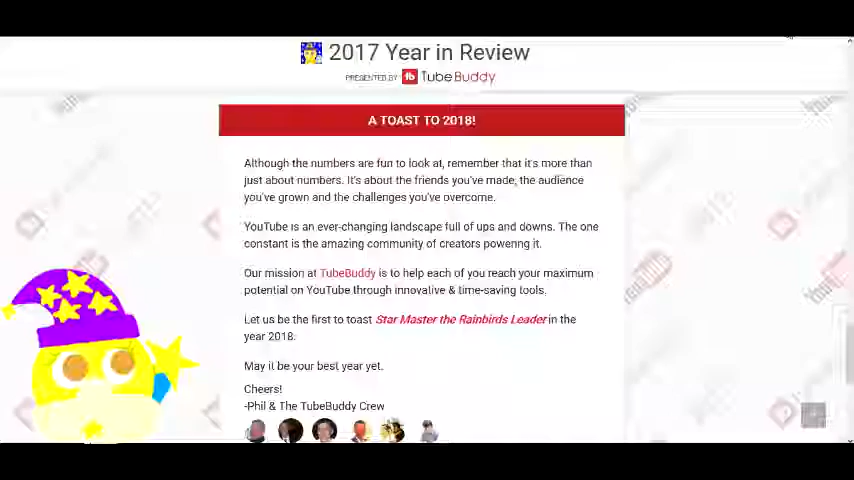 2017 Year in Review
PRESENTED BY tb TubeBuddy
A TOAST TO 2018!
Although the numbers are fun to look at, remember that it's more than
just about numbers. It's about the friends you've made, the audience
you've grown and the challenges you've overcome.
YouTube is an ever-changing landscape full of ups and downs. The one
constant is the amazing community of creators powering it.
Our mission at TubeBuddy is to help each of you reach your maximum
potential on YouTube through innovative & time-saving tools.
Let us be the first to toast Star Master the Rainbirds Leader in the
year 2018.
May it be your best year yet.
Cheers!
-Phil & The TubeBuddy Crew